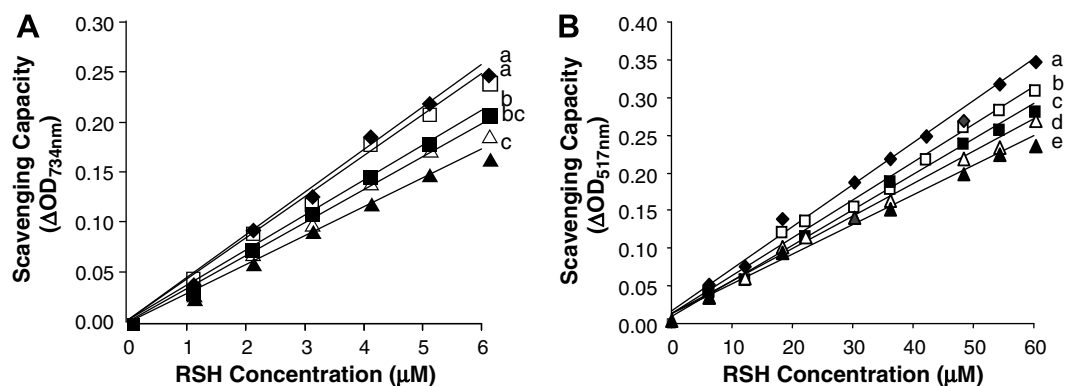 A
Scavenging Capacity
(ΔOD734nm)
0.30
0.25
0.20
0.15
0.10
0.05
0.00
a
a
b
bc
c
0 1 2 3 4 5 6
RSH Concentration (μM)
B
Scavenging Capacity
(ΔOD517nm)
0.40
0.35
0.30
0.25
0.20
0.15
0.10
0.05
0.00
a
b
c
d
e
0 10 20 30 40 50 60
RSH Concentration (μM)